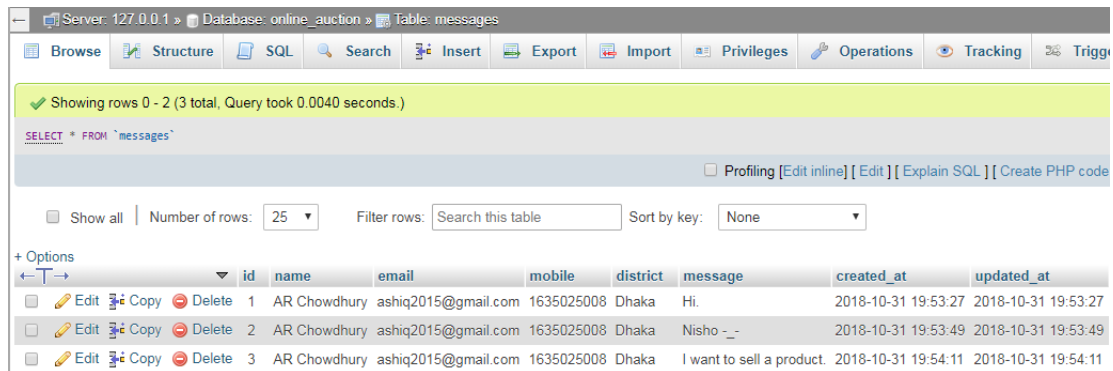 Server: 127.0.0.1 » Database: online_auction » Table: messages
Browse Structure SQL Search Insert Export Import Privileges Operations Tracking Trigge
Showing rows 0 - 2 (3 total, Query took 0.0040 seconds.)
SELECT * FROM `messages`
Profiling [Edit inline] [ Edit ] [ Explain SQL ] [ Create PHP code
Show all Number of rows: 25 Filter rows: Search this table Sort by key: None
+ Options
id name email mobile district message created_at updated_at
Edit Copy Delete 1 AR Chowdhury ashiq2015@gmail.com 1635025008 Dhaka Hi. 2018-10-31 19:53:27 2018-10-31 19:53:27
Edit Copy Delete 2 AR Chowdhury ashiq2015@gmail.com 1635025008 Dhaka Nisho -_- 2018-10-31 19:53:49 2018-10-31 19:53:49
Edit Copy Delete 3 AR Chowdhury ashiq2015@gmail.com 1635025008 Dhaka I want to sell a product. 2018-10-31 19:54:11 2018-10-31 19:54:11